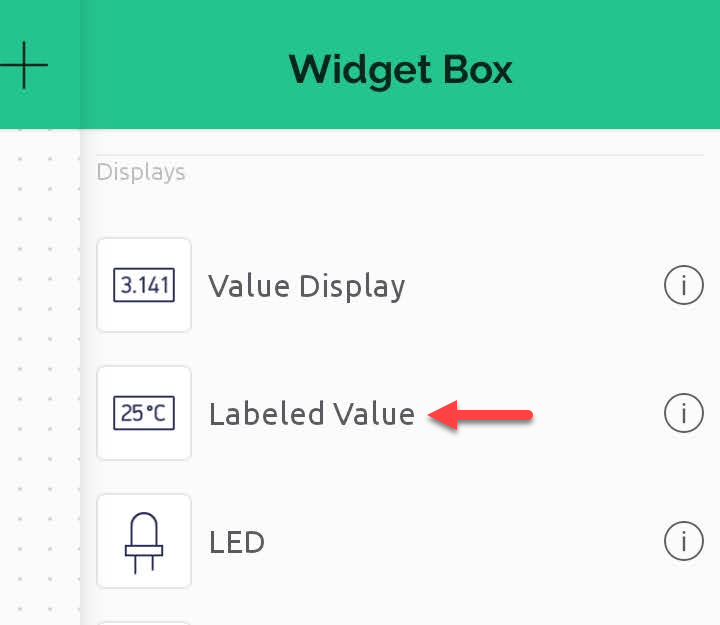 Widget Box
Displays
3.141 Value Display i
25°C Labeled Value i
LED i